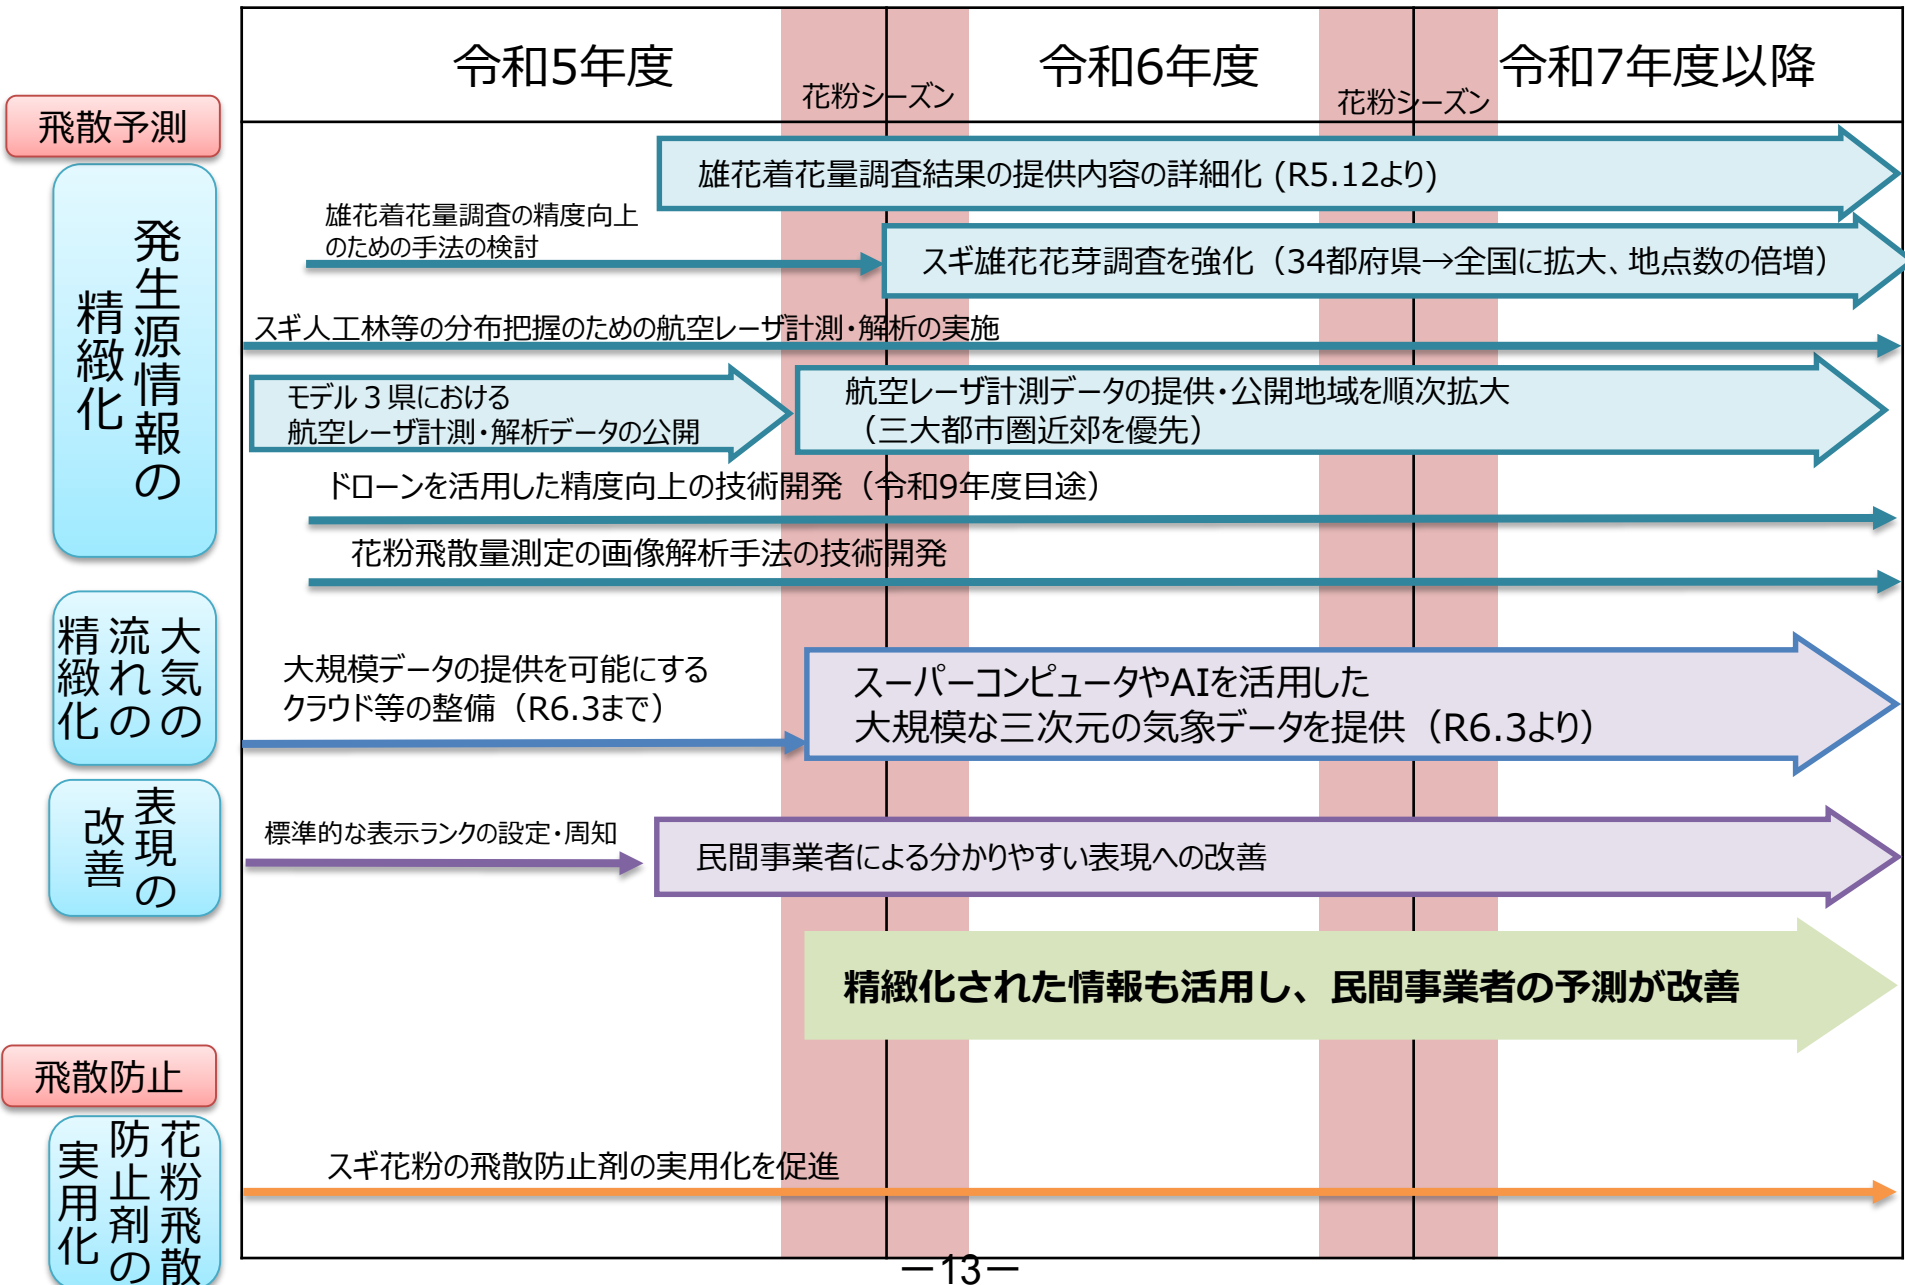 令和5年度
令和6年度
令和7年度以降
花粉シーズン
花粉シーズン
飛散予測
発生源情報の
精緻化
雄花着花量調査結果の提供内容の詳細化 (R5.12より)
雄花着花量調査の精度向上
のための手法の検討
スギ雄花花芽調査を強化（34都府県→全国に拡大、地点数の倍増）
スギ人工林等の分布把握のための航空レーザ計測・解析の実施
モデル３県における
航空レーザ計測・解析データの公開
航空レーザ計測データの提供・公開地域を順次拡大
（三大都市圏近郊を優先）
ドローンを活用した精度向上の技術開発（令和9年度目途）
花粉飛散量測定の画像解析手法の技術開発
大気の
流れの
精緻化
大規模データの提供を可能にする
クラウド等の整備（R6.3まで）
スーパーコンピュータやAIを活用した
大規模な三次元の気象データを提供（R6.3より）
表現の
改善
標準的な表示ランクの設定・周知
民間事業者による分かりやすい表現への改善
精緻化された情報も活用し、民間事業者の予測が改善
飛散防止
花粉飛散
防止剤の
実用化
スギ花粉の飛散防止剤の実用化を促進
－13－